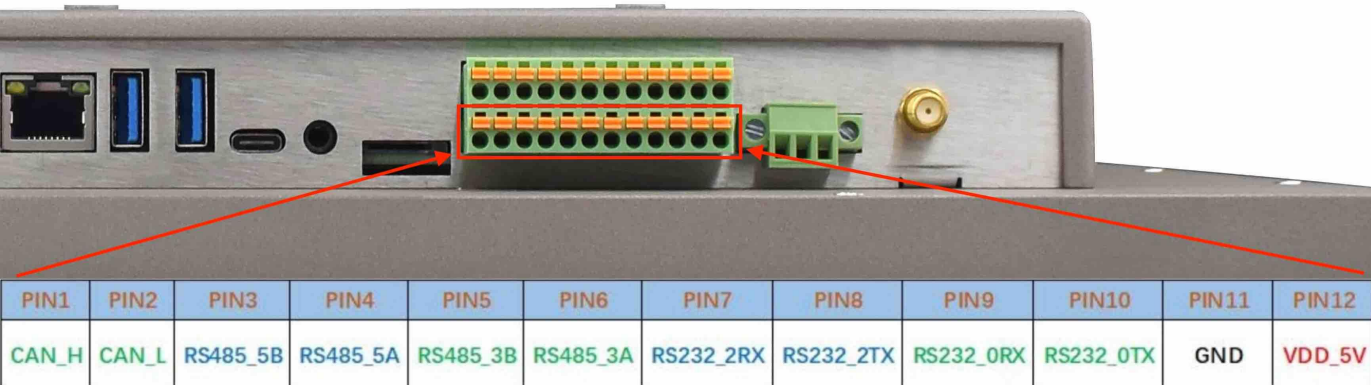 PIN1 PIN2 PIN3 PIN4 PIN5 PIN6 PIN7 PIN8 PIN9 PIN10 PIN11 PIN12
CAN_H CAN_L RS485_5B RS485_5A RS485_3B RS485_3A RS232_2RX RS232_2TX RS232_0RX RS232_0TX GND VDD_5V